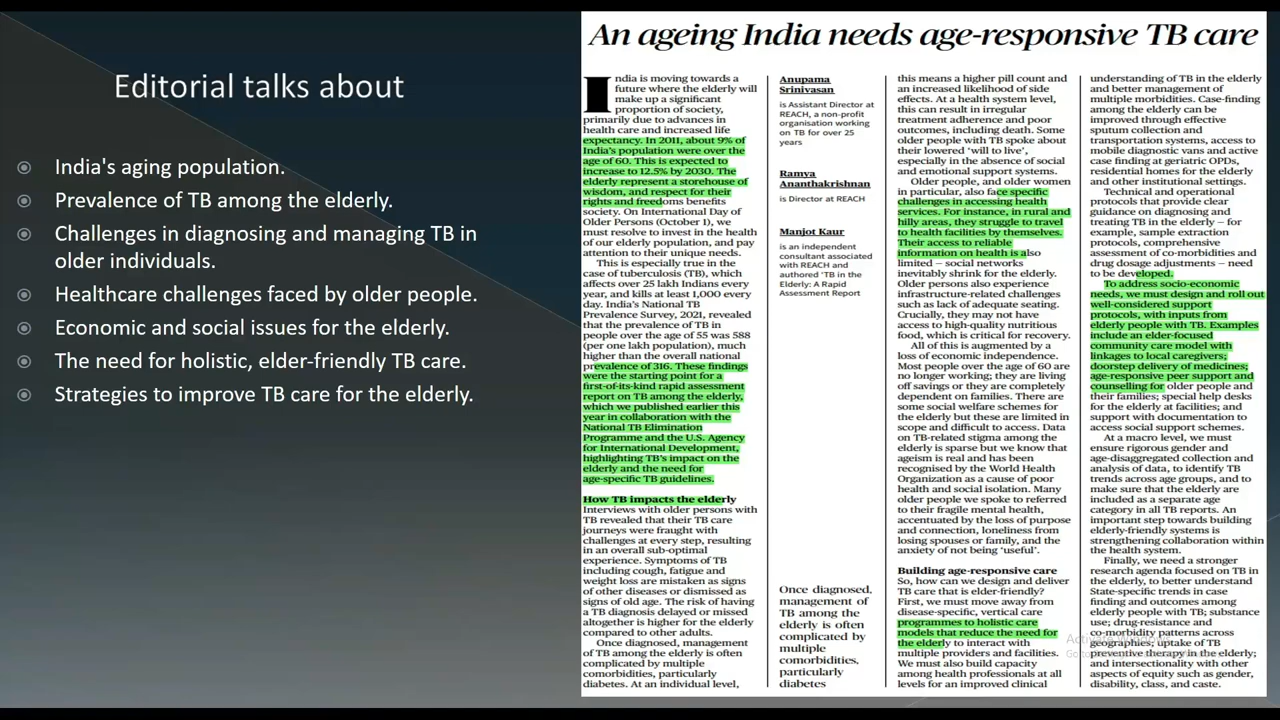 Editorial talks about
India's aging population.
Prevalence of TB among the elderly.
Challenges in diagnosing and managing TB in
older individuals.
Healthcare challenges faced by older people.
Economic and social issues for the elderly.
The need for holistic, elder-friendly TB care.
Strategies to improve TB care for the elderly.
An ageing India needs age-responsive TB care
India is moving towards a
future where the elderly will
make up a significant
proportion of society,
primarily due to advances in
health care and increased life
expectancy. In 2011, about 9% of
India's population were over the
age of 60. This is expected to
increase to 12.5% by 2030. The
elderly represent a storehouse of
wisdom, and respect for their
rights and freedoms benefits
society. On International Day of
Older Persons (October 1), we
must resolve to invest in the health
of our elderly population, and pay
attention to their unique needs.
This is especially true in the
case of tuberculosis (TB), which
affects over 25 lakh Indians every
year, and kills at least 1,000 every
day. India's National TB
Prevalence Survey, 2021, revealed
that the prevalence of TB in
people over the age of 55 was 588
(per one lakh population), much
higher than the overall national
prevalence of 316. These findings
were the starting point for a
first-of-its-kind rapid assessment
report on TB among the elderly,
which we published earlier this
year in collaboration with the
National TB Elimination
Programme and the U.S. Agency
for International Development,
highlighting TB's impact on the
elderly and the need for
age-specific TB guidelines.
How TB impacts the elderly
Interviews with older persons with
TB revealed that their TB care
journeys were fraught with
challenges at every step, resulting
in an overall sub-optimal
experience. Symptoms of TB
including cough, fatigue and
weight loss are mistaken as signs
of other diseases or dismissed as
signs of old age. The risk of having
a TB diagnosis delayed or missed
altogether is higher for the elderly
compared to other adults.
Once diagnosed, management
of TB among the elderly is often
complicated by multiple
comorbidities, particularly
diabetes. At an individual level,
Anupama
Srinivasan
is Assistant Director at
REACH, a non-profit
organisation working
on TB for over 25
years
Ramya
Ananthakrishnan
is Director at REACH
Manjot Kaur
is an independent
consultant associated
with REACH and
authored 'TB in the
Elderly: A Rapid
Assessment Report
Once diagnosed,
management of
TB among the
elderly is often
complicated by
multiple
comorbidities,
particularly
diabetes
this means a higher pill count and
an increased likelihood of side
effects. At a health system level,
this can result in irregular
treatment adherence and poor
outcomes, including death. Some
older people with TB spoke about
their lowered 'will to live',
especially in the absence of social
and emotional support systems.
Older people, and older women
in particular, also face specific
challenges in accessing health
services. For instance, in rural and
hilly areas, they struggle to travel
to health facilities by themselves.
Their access to reliable
information on health is also
limited – social networks
inevitably shrink for the elderly.
Older persons also experience
infrastructure-related challenges
such as lack of adequate seating.
Crucially, they may not have
access to high-quality nutritious
food, which is critical for recovery.
All of this is augmented by a
loss of economic independence.
Most people over the age of 60 are
no longer working; they are living
off savings or they are completely
dependent on families. There are
some social welfare schemes for
the elderly but these are limited in
scope and difficult to access. Data
on TB-related stigma among the
elderly is sparse but we know that
ageism is real and has been
recognised by the World Health
Organization as a cause of poor
health and social isolation. Many
older people we spoke to referred
to their fragile mental health,
accentuated by the loss of purpose
and connection, loneliness from
losing spouses or family, and the
anxiety of not being 'useful'.
Building age-responsive care
So, how can we design and deliver
TB care that is elder-friendly?
First, we must move away from
disease-specific, vertical care
programmes to holistic care
models that reduce the need for
the elderly to interact with
multiple providers and facilities.
We must also build capacity
among health professionals at all
levels for an improved clinical
understanding of TB in the elderly
and better management of
multiple morbidities. Case-finding
among the elderly can be
improved through effective
sputum collection and
transportation systems, access to
mobile diagnostic vans and active
case finding at geriatric OPDs,
residential homes for the elderly
and other institutional settings.
Technical and operational
protocols that provide clear
guidance on diagnosing and
treating TB in the elderly – for
example, sample extraction
protocols, comprehensive
assessment of co-morbidities and
drug dosage adjustments – need
to be developed.
To address socio-economic
needs, we must design and roll out
well-considered support
protocols, with inputs from
elderly people with TB. Examples
include an elder-focused
community care model with
linkages to local caregivers;
doorstep delivery of medicines;
age-responsive peer support and
counselling for older people and
their families; special help desks
for the elderly at facilities; and
support with documentation to
access social support schemes.
At a macro level, we must
ensure rigorous gender and
age-disaggregated collection and
analysis of data, to identify TB
trends across age groups, and to
make sure that the elderly are
included as a separate age
category in all TB reports. An
important step towards building
elderly-friendly systems is
strengthening collaboration within
the health system.
Finally, we need a stronger
research agenda focused on TB in
the elderly, to better understand
State-specific trends in case
finding and outcomes among
elderly people with TB; substance
use; drug-resistance and
co-morbidity patterns across
geographies; uptake of TB
preventive therapy in the elderly;
and intersectionality with other
aspects of equity such as gender,
disability, class, and caste.